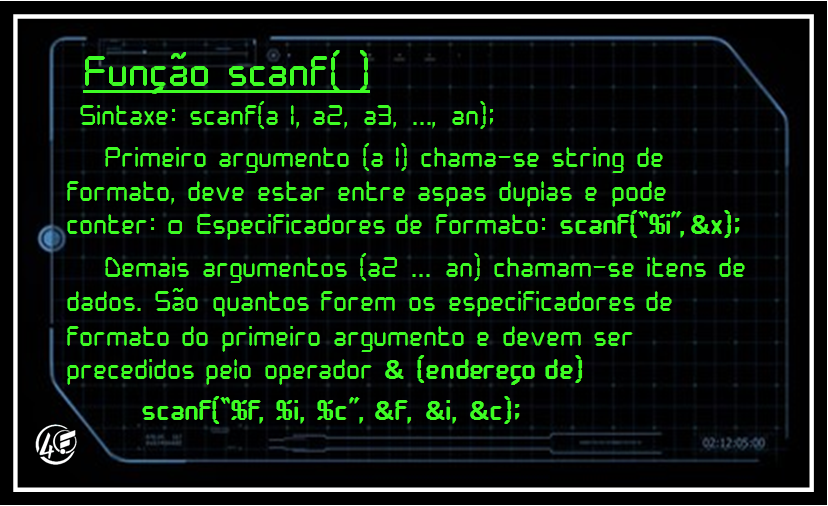 Função scanf( )
Sintaxe: scanf(a1, a2, a3, ..., an);
Primeiro argumento (a1) chama-se string de
formato, deve estar entre aspas duplas e pode
conter: o Especificadores de formato: scanf("%i", &x);
Demais argumentos (a2 ... an) chamam-se itens de
dados. São quantos forem os especificadores de
formato do primeiro argumento e devem ser
precedidos pelo operador & (endereço de)
scanf("%f, %i, %c", &f, &i, &c);
02:12:05:00